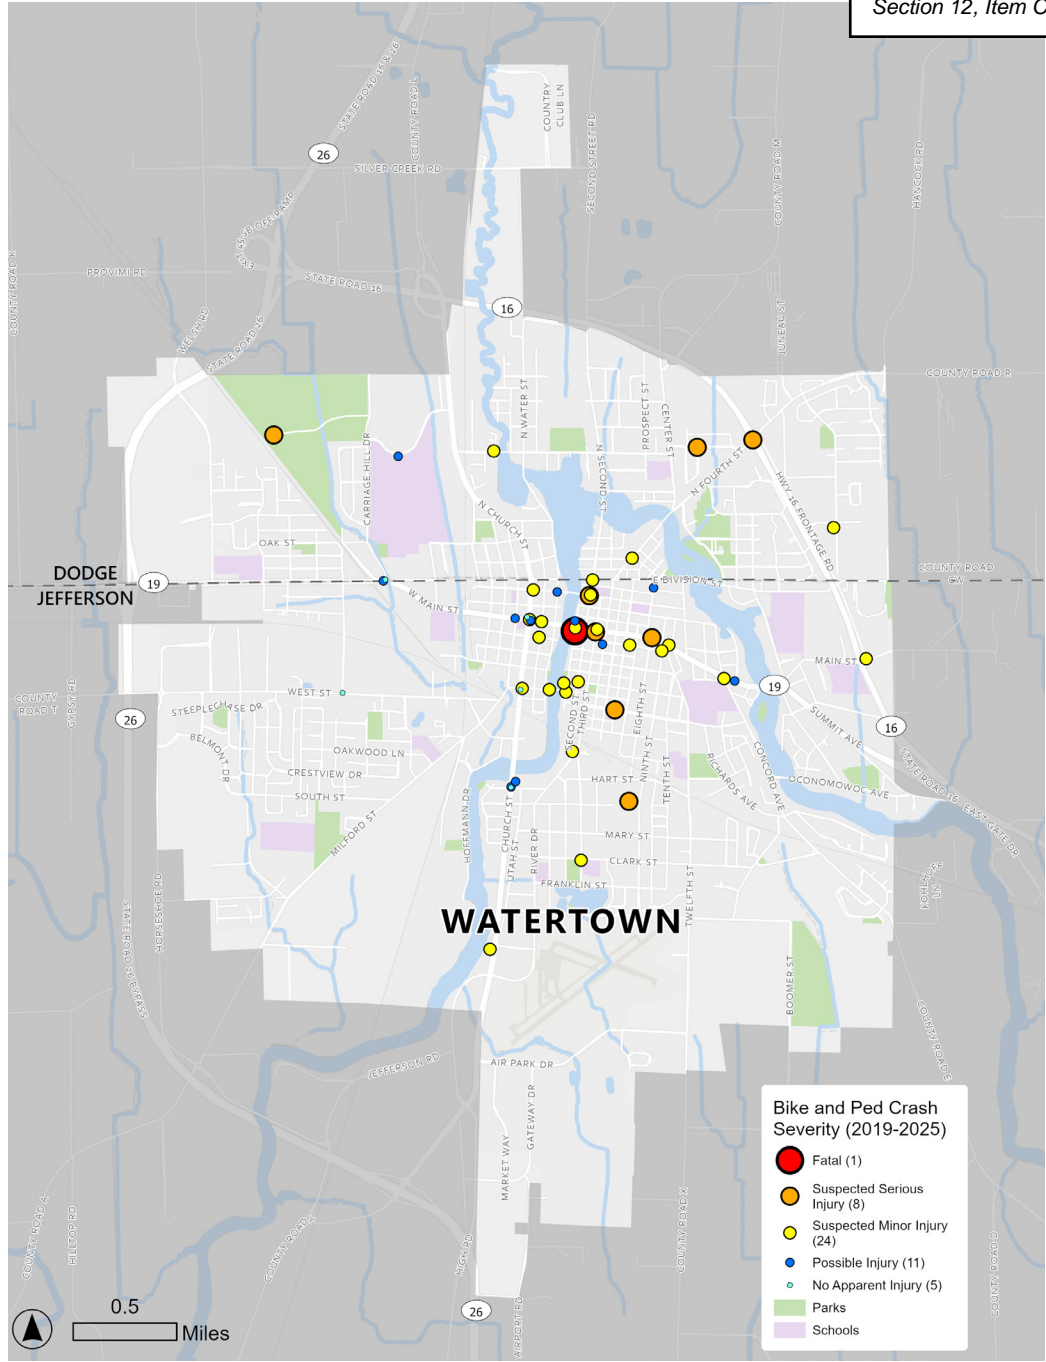 Section 12, Item C
COUNTRY
CLUB LN
STATE ROAD 16 & 26
COUNTY ROAD L
SECOND STREET RD
COUNTY ROAD M
HANCOCK RD
26
SILVER CREEK RD
EXIT 45 SB OFF-RAMP
COUNTY ROAD K
PROVIMI RD
STATE ROAD 16
16
WELSH RD
STATE ROAD 26
JUNEAU ST
COUNTY ROAD R
N WATER ST
PROSPECT ST
CENTER ST
CARRIAGE HILL DR
N SECOND ST
N FOURTH ST
HWY 16 FRONTAGE RD
N CHURCH ST
OAK ST
DODGE
JEFFERSON
19
E DIVISION ST
COUNTY ROAD
CW
W MAIN ST
MAIN ST
19
COUNTY
ROAD T
GYPSY RD
WEST ST
STEEPLECHASE DR
26
SECOND ST
THIRD ST
EIGHTH ST
SUMMIT AVE
16
BELMONT DR
OAKWOOD LN
NINTH ST
RICHARDS AVE
CONCORD AVE
CRESTVIEW DR
HART ST
TENTH ST
OCONOMOWOC AVE
STATE ROAD 16
EAST GATE DR
SOUTH ST
HOFFMANN DR
CHURCH ST
UTAH ST
RIVER DR
MILFORD ST
MARY ST
CLARK ST
FRANKLIN ST
TWELFTH ST
KOHLHOFF
LN
HORSESHOE RD
WATERTOWN
STATE ROAD 26 BYPASS
BOOMER ST
JEFFERSON RD
AIR PARK DR
COUNTY ROAD E
GATEWAY DR
MARKET WAY
COUNTY ROAD A
HILLTOP RD
COUNTY ROAD A
HIGH RD
COUNTY ROAD X
COUNTY ROAD D
26
AIRPORT RD
Bike and Ped Crash
Severity (2019-2025)
Fatal (1)
Suspected Serious
Injury (8)
Suspected Minor Injury
(24)
Possible Injury (11)
No Apparent Injury (5)
Parks
Schools
0.5
Miles